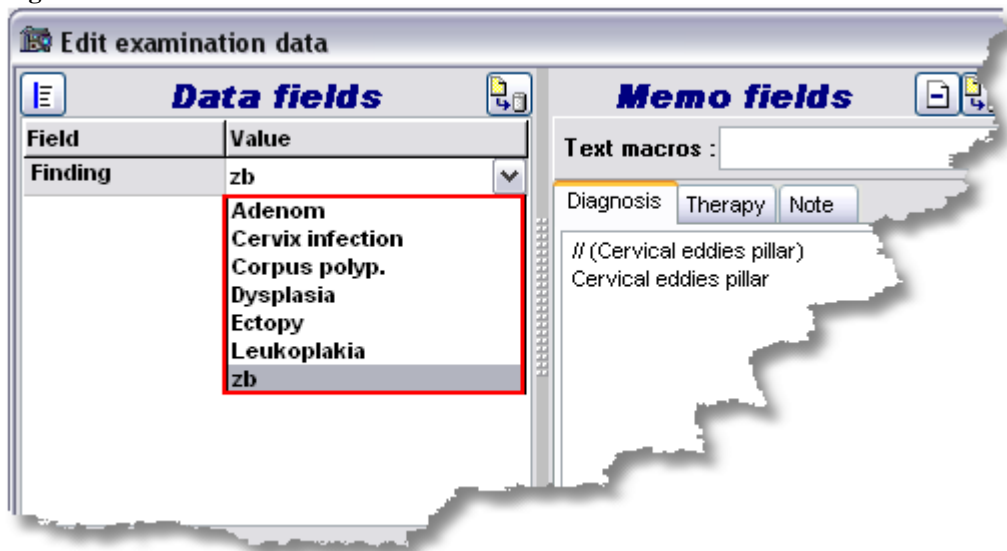 Edit examination data
Data fields
Field Value
Finding zb
Adenom
Cervix infection
Corpus polyp.
Dysplasia
Ectopy
Leukoplakia
zb
Memo fields
Text macros :
Diagnosis Therapy Note
// (Cervical eddies pillar)
Cervical eddies pillar